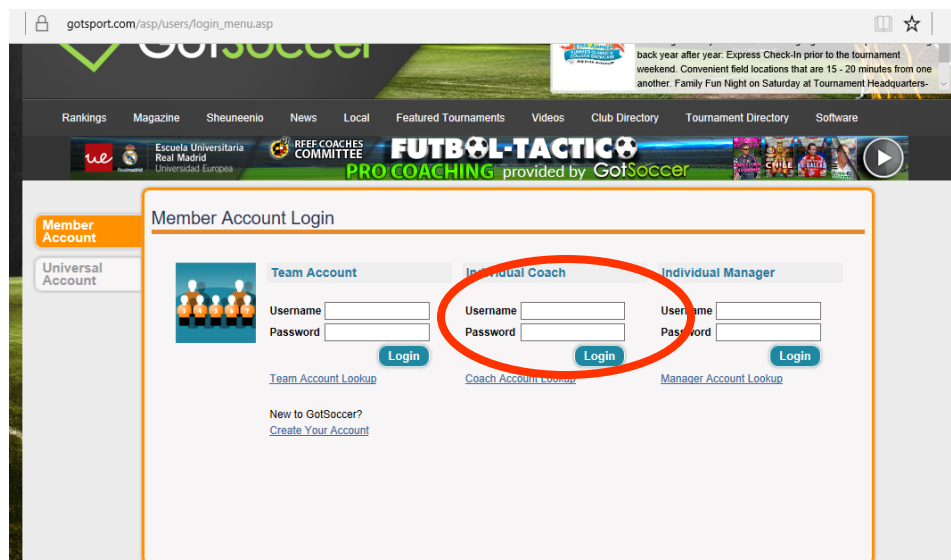 gotsport.com/asp/users/login_menu.asp
GotSoccer
back year after year: Express Check-In prior to the tournament
weekend. Convenient field locations that are 15 - 20 minutes from one
another. Family Fun Night on Saturday at Tournament Headquarters-
Rankings Magazine Sheuneenio News Local Featured Tournaments Videos Club Directory Tournament Directory Software
ue Escuela Universitaria
Real Madrid
Universidad Europea
REEF COACHES
COMMITTEE
FUTBOL-TACTICO
PRO COACHING provided by GotSoccer
CHILE
Member Account Login
Member
Account
Universal
Account
Team Account Individual Coach Individual Manager
Username Username Username
Password Password Password
Login Login Login
Team Account Lookup Coach Account Lookup Manager Account Lookup
New to GotSoccer?
Create Your Account